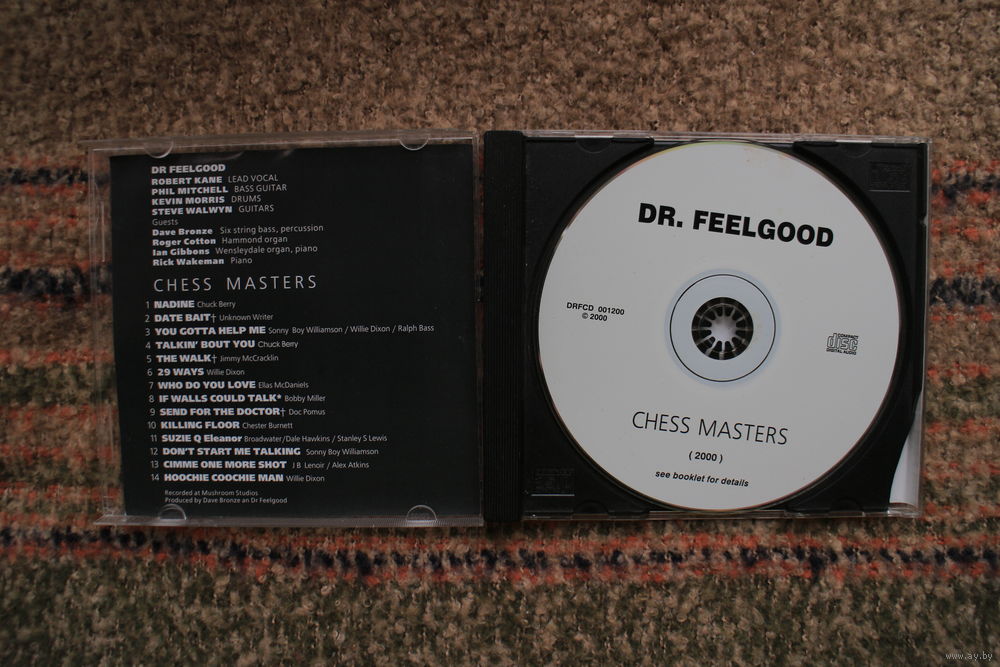 DR FEELGOOD
ROBERT KANE LEAD VOCAL
PHIL MITCHELL BASS GUITAR
KEVIN MORRIS DRUMS
STEVE WALWYN GUITARS
Guests
Dave Bronze Six string bass, percussion
Roger Cotton Hammond organ
Ian Gibbons Wensleydale organ, piano
Rick Wakeman Piano
CHESS MASTERS
1 NADINE Chuck Berry
2 DATE BAIT† Unknown Writer
3 YOU GOTTA HELP ME Sonny Boy Williamson / Willie Dixon / Ralph Bass
4 TALKIN' BOUT YOU Chuck Berry
5 THE WALK† Jimmy McCracklin
6 29 WAYS Willie Dixon
7 WHO DO YOU LOVE Ellas McDaniels
8 IF WALLS COULD TALK* Bobby Miller
9 SEND FOR THE DOCTOR† Doc Pomus
10 KILLING FLOOR Chester Burnett
11 SUZIE Q Eleanor Broadwater/Dale Hawkins / Stanley S Lewis
12 DON'T START ME TALKING Sonny Boy Williamson
13 CIMME ONE MORE SHOT J B Lenoir / Alex Atkins
14 HOOCHIE COOCHIE MAN Willie Dixon
Recorded at Mushroom Studios
Produced by Dave Bronze an Dr Feelgood
DR. FEELGOOD
DRFCD 001200
© 2000
COMPACT
disc
DIGITAL AUDIO
CHESS MASTERS
( 2000 )
see booklet for details
www.ay.by